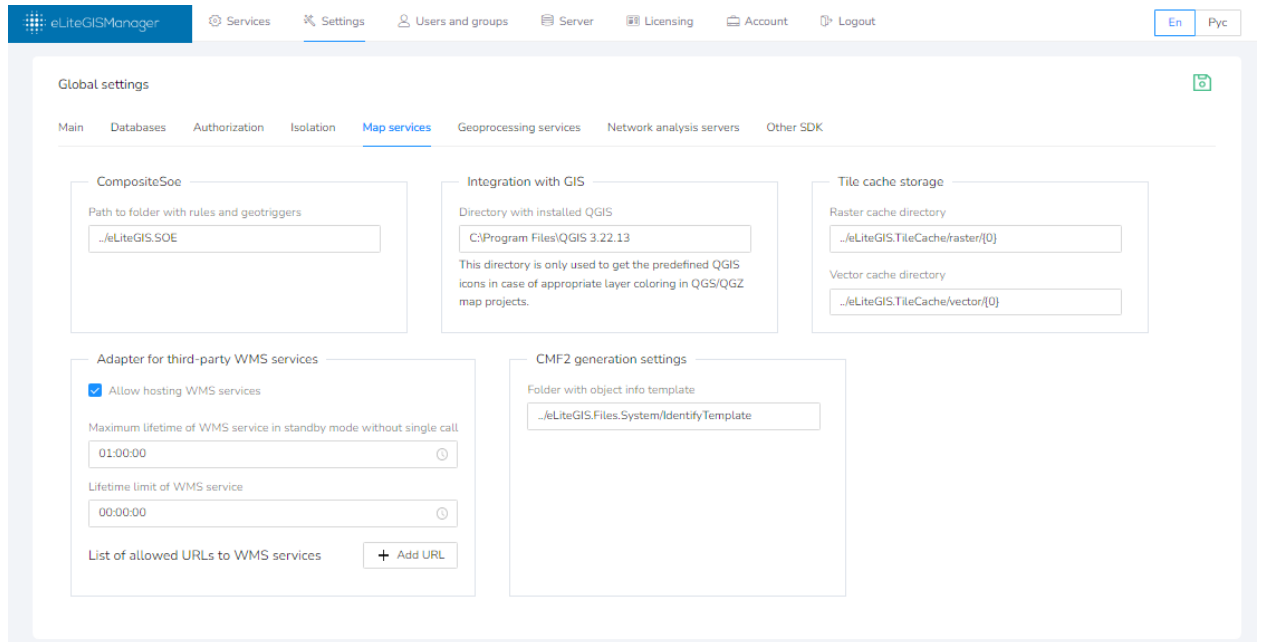 eLiteGISManager
Services
Settings
Users and groups
Server
Licensing
Account
Logout
En
Рус
Global settings
Main
Databases
Authorization
Isolation
Map services
Geoprocessing services
Network analysis servers
Other SDK
CompositeSoe
Path to folder with rules and geotriggers
../eLiteGIS.SOE
Integration with GIS
Directory with installed QGIS
C:\Program Files\QGIS 3.22.13
This directory is only used to get the predefined QGIS
icons in case of appropriate layer coloring in QGS/QGZ
map projects.
Tile cache storage
Raster cache directory
../eLiteGIS.TileCache/raster/{0}
Vector cache directory
../eLiteGIS.TileCache/vector/{0}
Adapter for third-party WMS services
Allow hosting WMS services
Maximum lifetime of WMS service in standby mode without single call
01:00:00
Lifetime limit of WMS service
00:00:00
List of allowed URLs to WMS services
+ Add URL
CMF2 generation settings
Folder with object info template
../eLiteGIS.Files.System/IdentifyTemplate